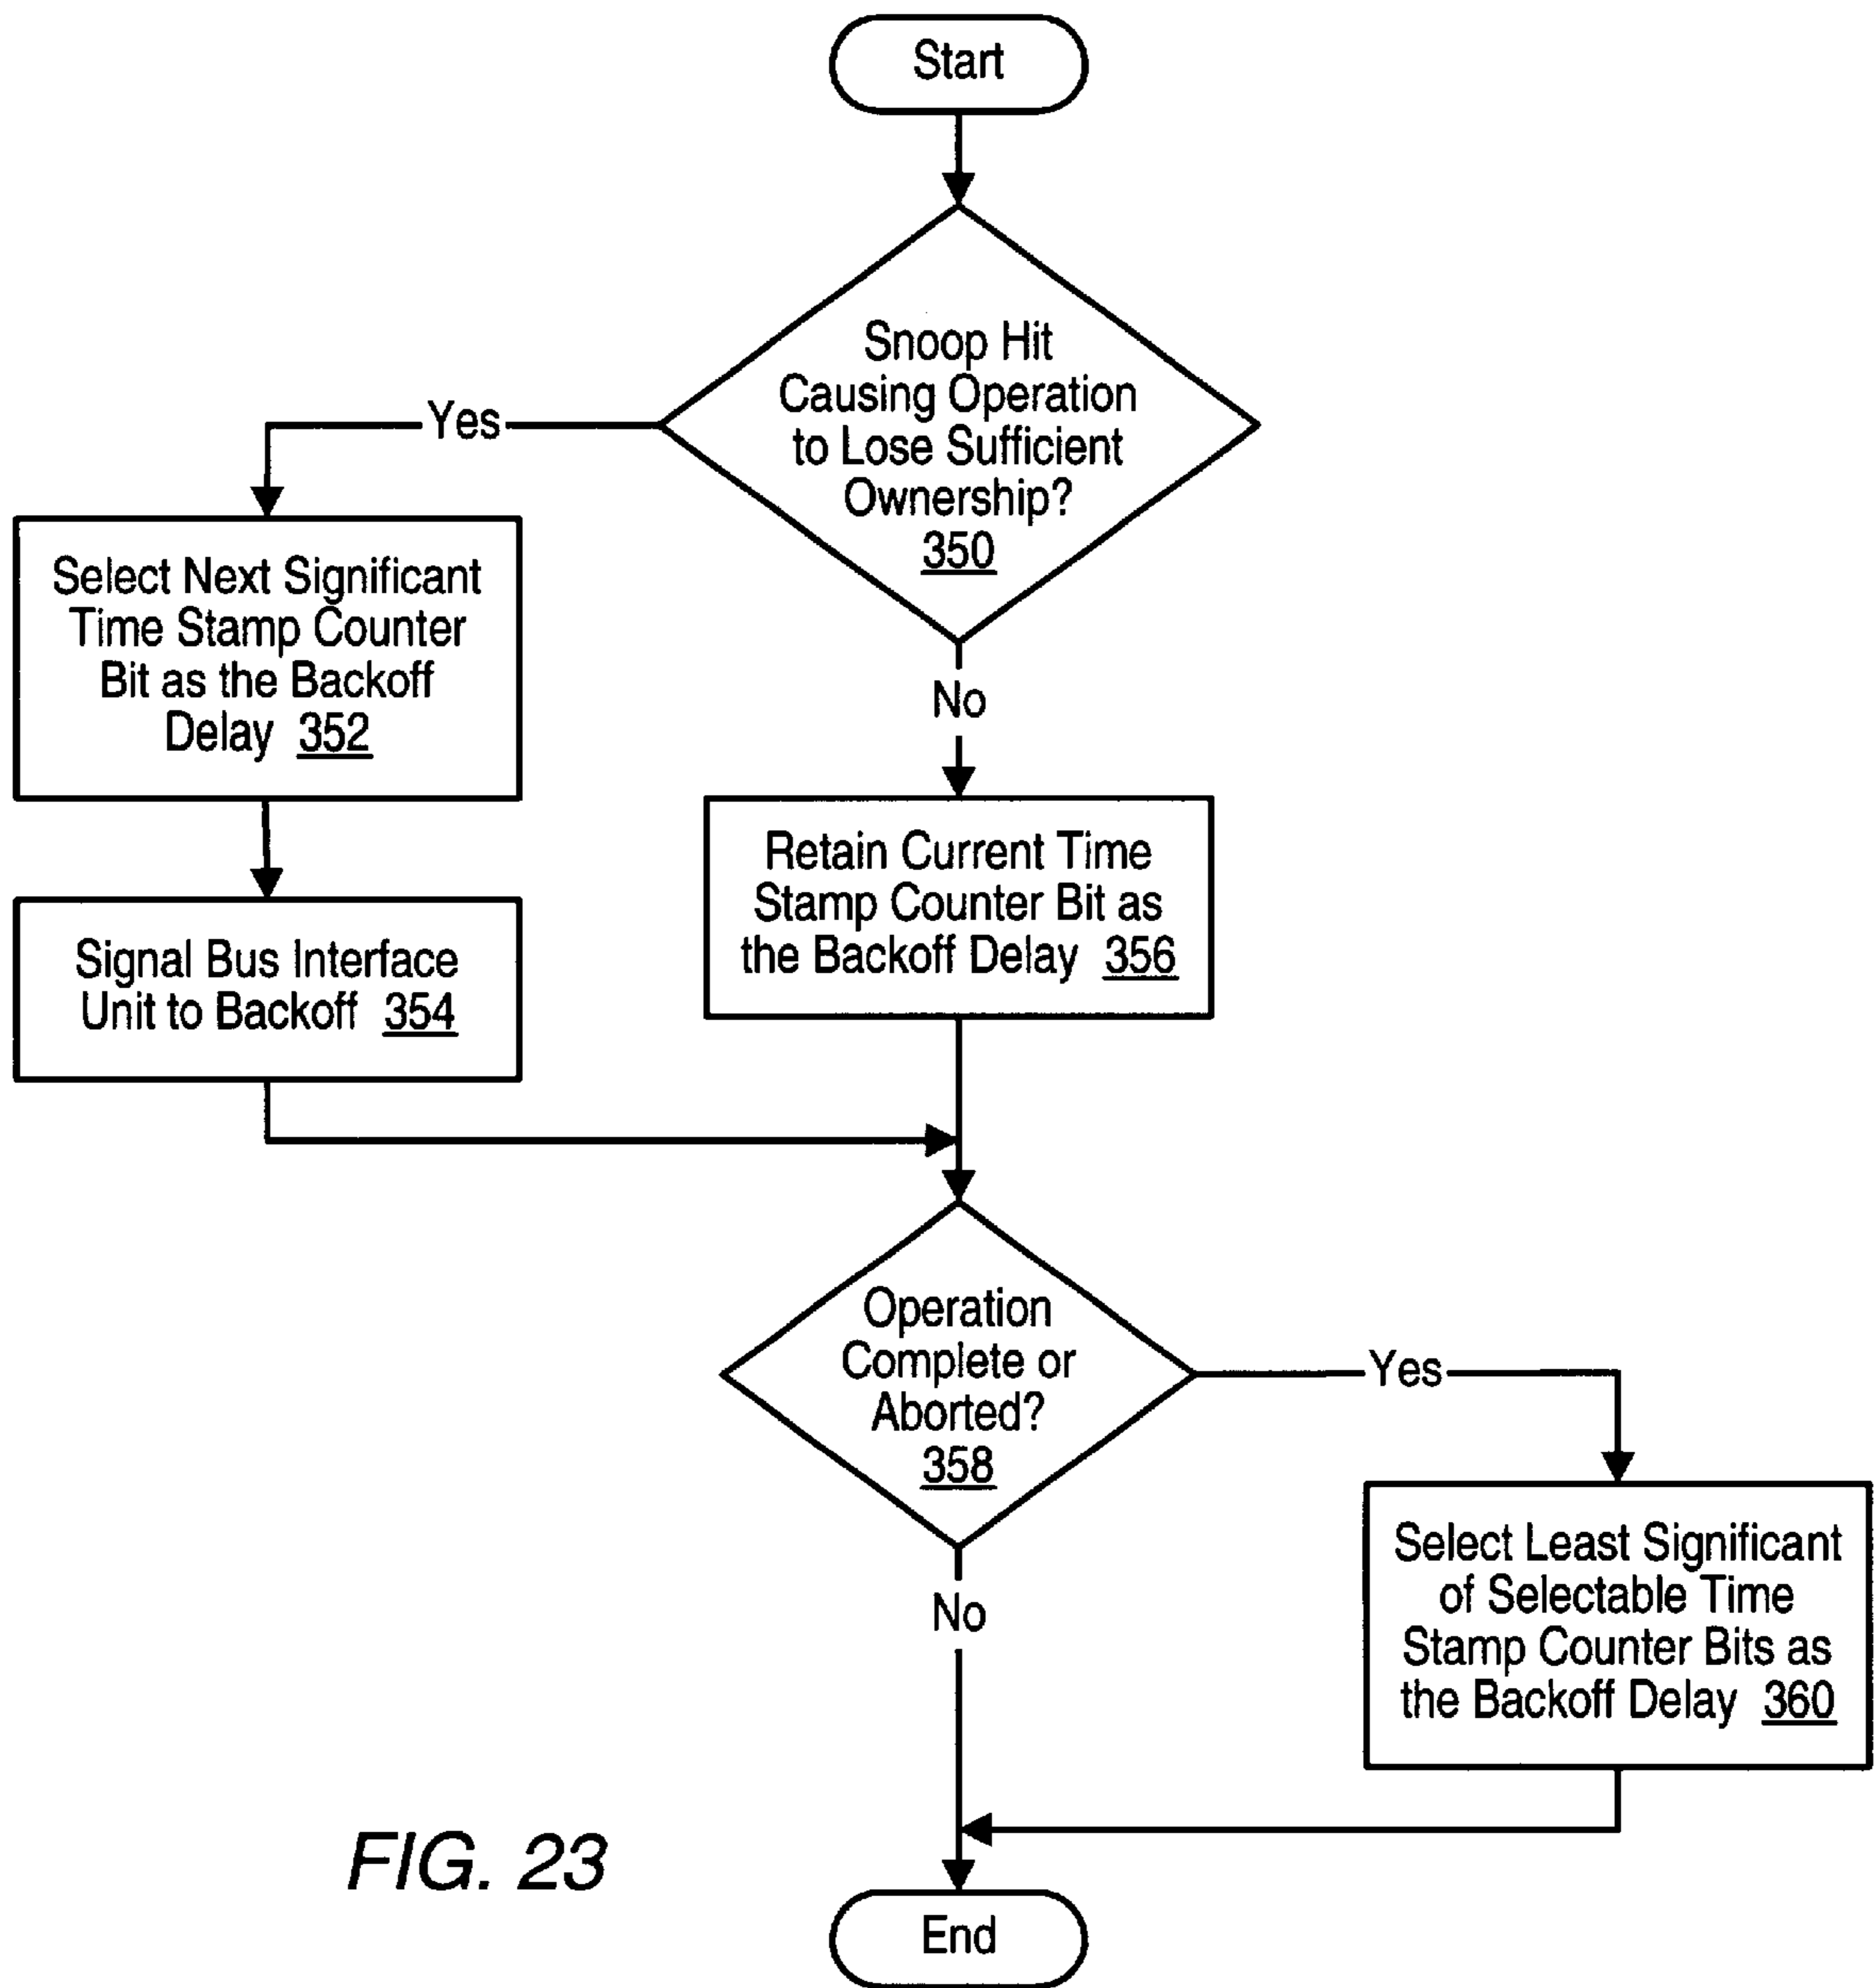 Start
Snoop Hit
Causing Operation
to Lose Sufficient
Ownership?
350
Yes
No
Select Next Significant
Time Stamp Counter
Bit as the Backoff
Delay 352
Signal Bus Interface
Unit to Backoff 354
Retain Current Time
Stamp Counter Bit as
the Backoff Delay 356
Operation
Complete or
Aborted?
358
Yes
No
Select Least Significant
of Selectable Time
Stamp Counter Bits as
the Backoff Delay 360
End
FIG. 23